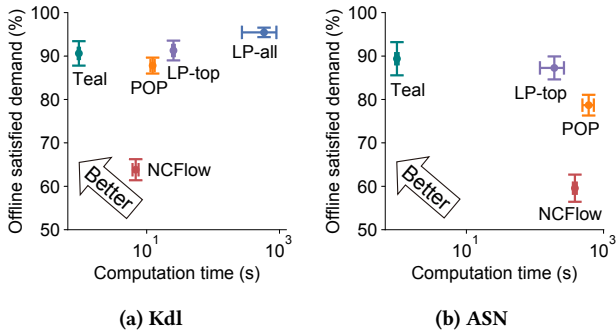 Offline satisfied demand (%)
100
90
80
70
60
50
Teal
POP
LP-top
LP-all
NCFlow
Better
10¹
10³
Computation time (s)
(a) Kdl
Offline satisfied demand (%)
100
90
80
70
60
50
Teal
LP-top
POP
NCFlow
Better
10¹
10³
Computation time (s)
(b) ASN